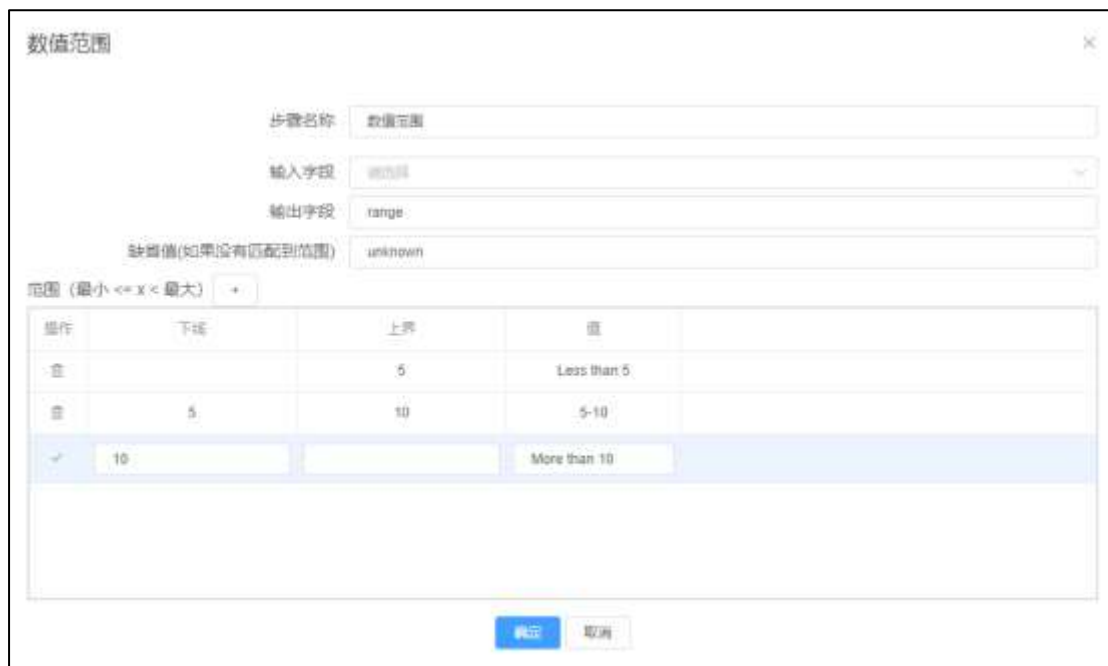 数值范围
步骤名称 数值范围
输入字段 请选择
输出字段 range
缺省值(如果没有匹配到范围) unknown
范围（最小 <= x < 最大） +
操作 下线 上界 值
5 Less than 5
5 10 5-10
10 More than 10
确定 取消